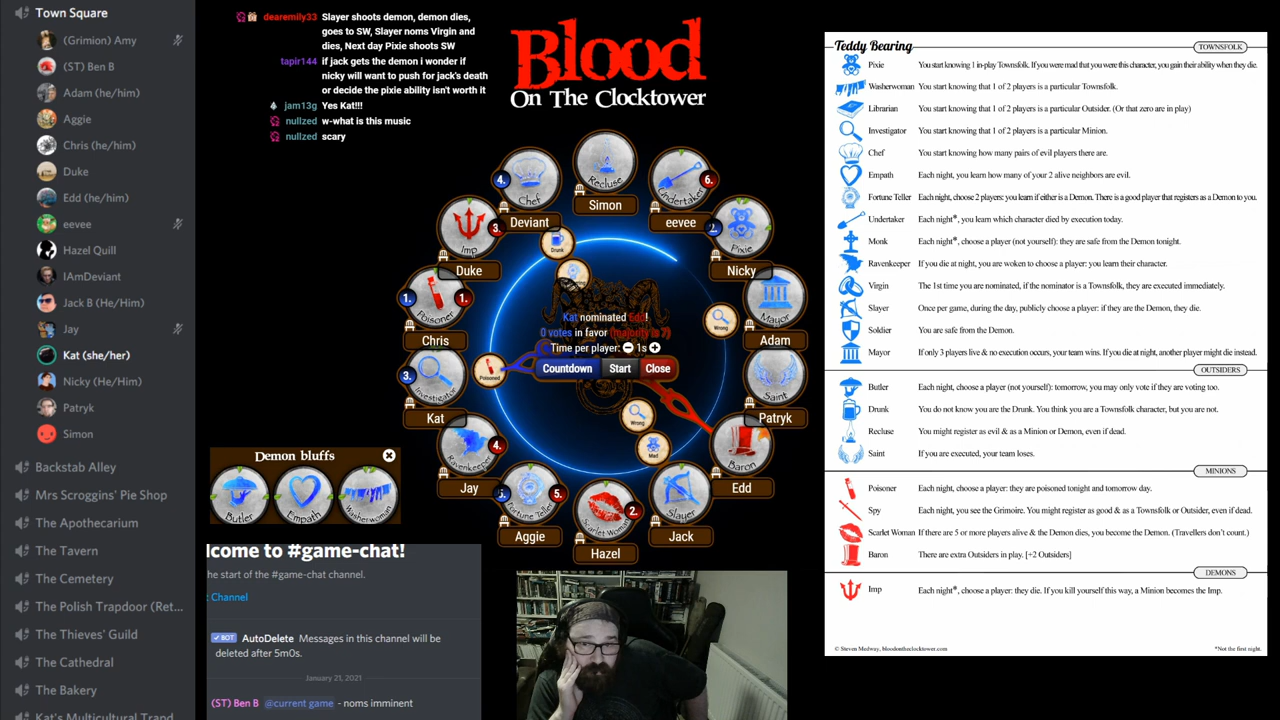 Town Square
(Grimion) Amy
(ST) Ben B
Adam (he/him)
Aggie
Chris (he/him)
Duke
Edd (he/him)
eevee
Hazel Quill
IAmDeviant
Jack B (He/Him)
Jay
Kat (she/her)
Nicky (He/Him)
Patryk
Simon
Backstab Alley
Mrs Scroggins' Pie Shop
The Apothecarium
The Tavern
The Cemetery
The Polish Trapdoor (Ret...
The Thieves' Guild
The Cathedral
The Bakery
Kat's Multicultural Trand
dearemily33 Slayer shoots demon, demon dies,
goes to SW, Slayer noms Virgin and
dies, Next day Pixie shoots SW
tapir144 if jack gets the demon i wonder if
nicky will want to push for jack's death
or decide the pixie ability isn't worth it
jam13g Yes Kat!!!
nullzed w-what is this music
nullzed scary
Blood
On The Clocktower
Recluse
Simon
Undertaker
6.
eevee
2.
Pixie
Nicky
Mayor
Adam
Saint
Patryk
Baron
Edd
Slayer
Jack
Scarlet Woman
2.
Hazel
Fortune Teller
5.
Aggie
Ravenkeeper
4.
Jay
3.
Investigator
Kat
1.
Poisoner
1.
Chris
Imp
3.
Duke
4.
Chef
Deviant
Drunk
Wrong
Wrong
Mad
Poisoned
Kat nominated Edd!
0 votes in favor (majority is 7)
Time per player: 1s
Countdown
Start
Close
Demon bluffs
Butler
Empath
Washerwoman
lcome to #game-chat!
he start of the #game-chat channel.
Channel
BOT AutoDelete Messages in this channel will be
deleted after 5m0s.
January 21, 2021
(ST) Ben B @current game - noms imminent
Teddy Bearing
TOWNSFOLK
Pixie You start knowing 1 in-play Townsfolk. If you were mad that you were this character, you gain their ability when they die.
Washerwoman You start knowing that 1 of 2 players is a particular Townsfolk.
Librarian You start knowing that 1 of 2 players is a particular Outsider. (Or that zero are in play)
Investigator You start knowing that 1 of 2 players is a particular Minion.
Chef You start knowing how many pairs of evil players there are.
Empath Each night, you learn how many of your 2 alive neighbors are evil.
Fortune Teller Each night, choose 2 players: you learn if either is a Demon. There is a good player that registers as a Demon to you.
Undertaker Each night*, you learn which character died by execution today.
Monk Each night*, choose a player (not yourself): they are safe from the Demon tonight.
Ravenkeeper If you die at night, you are woken to choose a player: you learn their character.
Virgin The 1st time you are nominated, if the nominator is a Townsfolk, they are executed immediately.
Slayer Once per game, during the day, publicly choose a player: if they are the Demon, they die.
Soldier You are safe from the Demon.
Mayor If only 3 players live & no execution occurs, your team wins. If you die at night, another player might die instead.
OUTSIDERS
Butler Each night, choose a player (not yourself): tomorrow, you may only vote if they are voting too.
Drunk You do not know you are the Drunk. You think you are a Townsfolk character, but you are not.
Recluse You might register as evil & as a Minion or Demon, even if dead.
Saint If you are executed, your team loses.
MINIONS
Poisoner Each night, choose a player: they are poisoned tonight and tomorrow day.
Spy Each night, you see the Grimoire. You might register as good & as a Townsfolk or Outsider, even if dead.
Scarlet Woman If there are 5 or more players alive & the Demon dies, you become the Demon. (Travellers don't count.)
Baron There are extra Outsiders in play. [+2 Outsiders]
DEMONS
Imp Each night*, choose a player: they die. If you kill yourself this way, a Minion becomes the Imp.
© Steven Medway, bloodontheclocktower.com
*Not the first night.